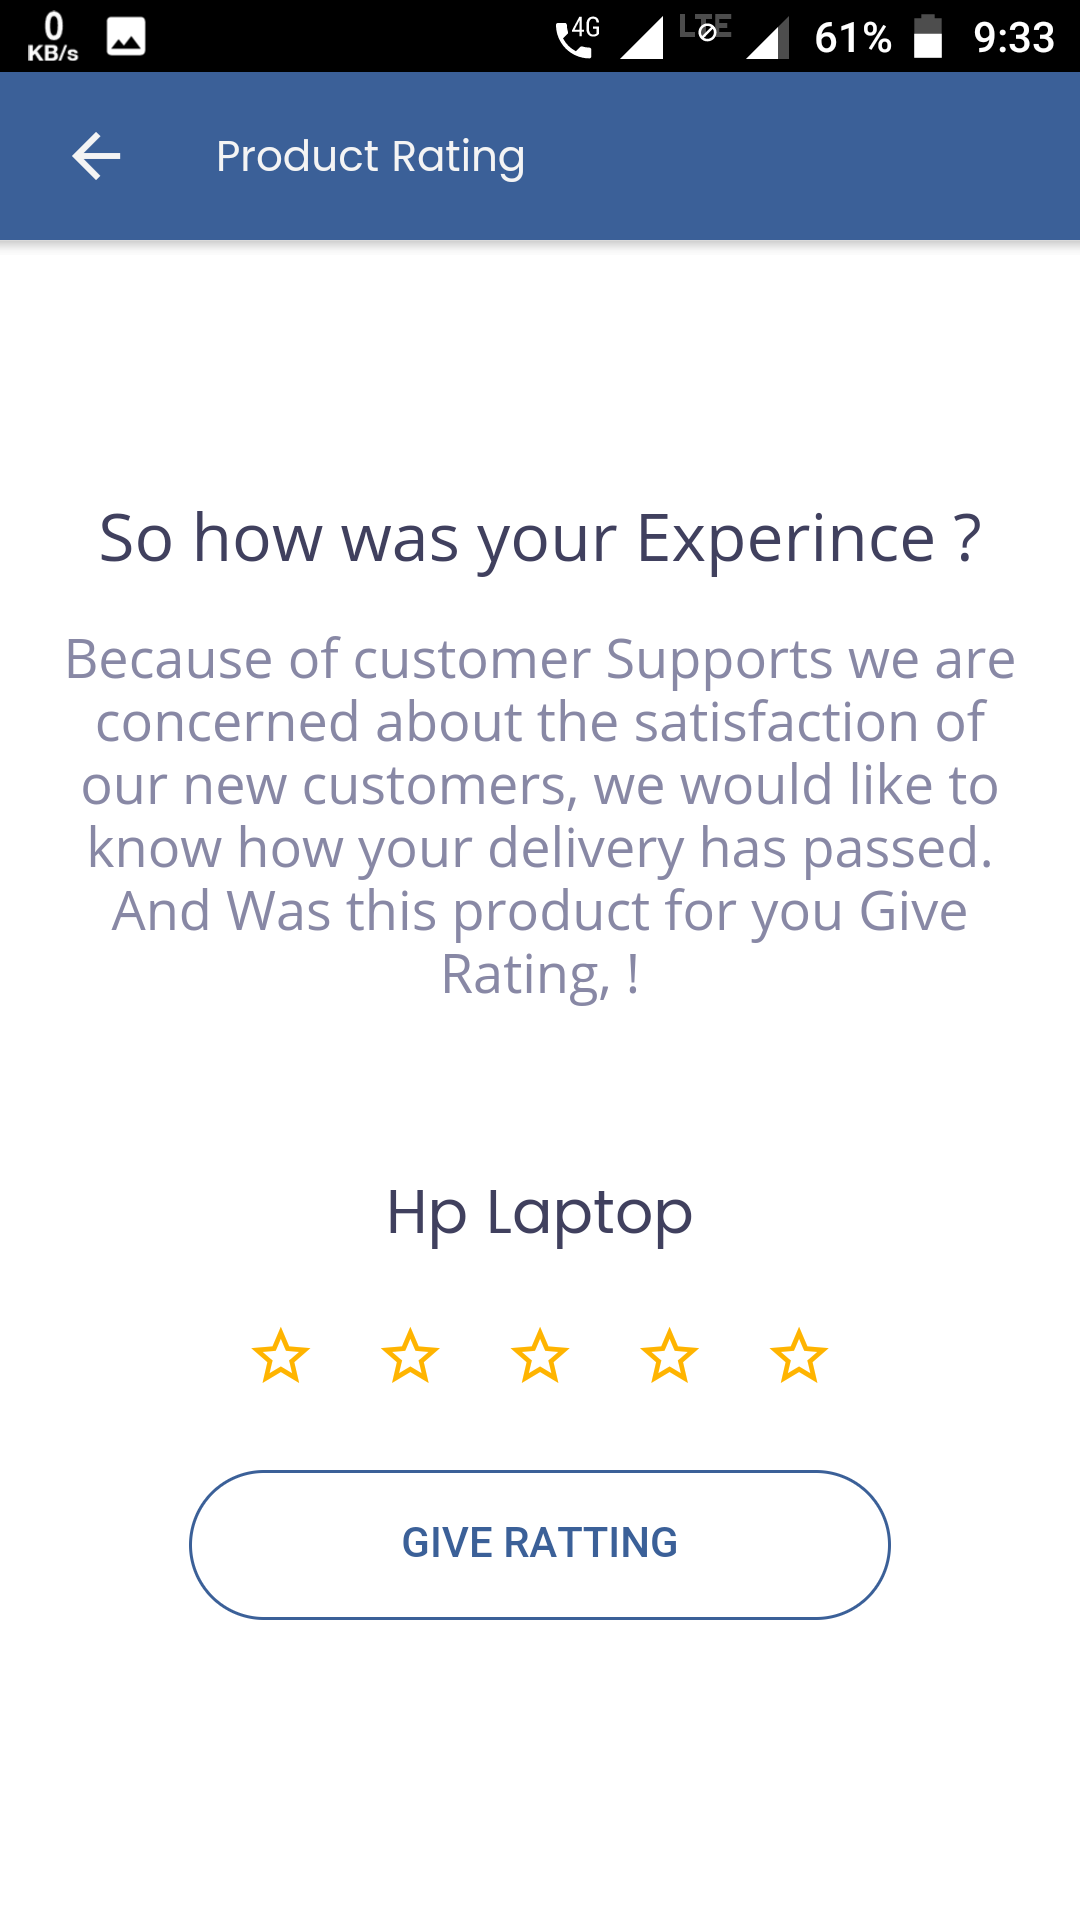 0
KB/s
4G
LTE
61%
9:33
Product Rating
So how was your Experince ?
Because of customer Supports we are
concerned about the satisfaction of
our new customers, we would like to
know how your delivery has passed.
And Was this product for you Give
Rating, !
Hp Laptop
GIVE RATTING